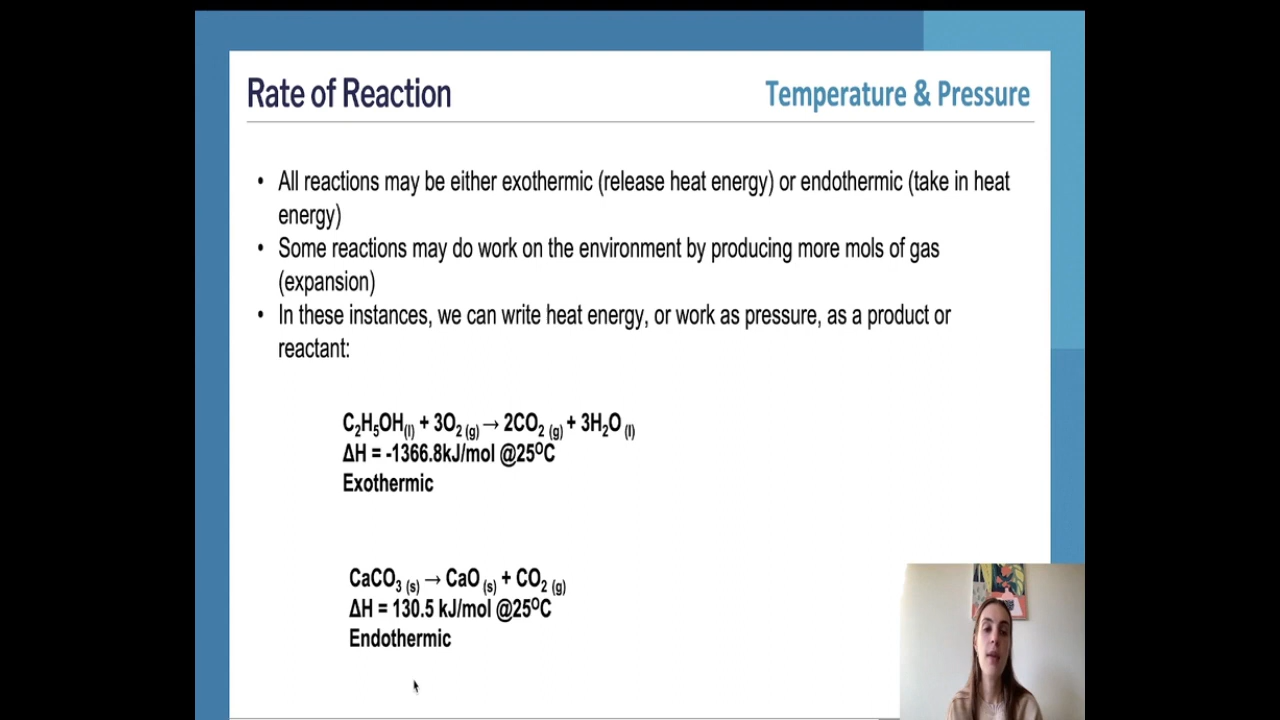 Rate of Reaction
Temperature & Pressure
• All reactions may be either exothermic (release heat energy) or endothermic (take in heat
energy)
• Some reactions may do work on the environment by producing more mols of gas
(expansion)
• In these instances, we can write heat energy, or work as pressure, as a product or
reactant:
C₂H₅OH₍ₗ₎ + 3O₂ (g) → 2CO₂ (g) + 3H₂O (l)
ΔH = -1366.8kJ/mol @25⁰C
Exothermic
CaCO₃ (s) → CaO (s) + CO₂ (g)
ΔH = 130.5 kJ/mol @25⁰C
Endothermic